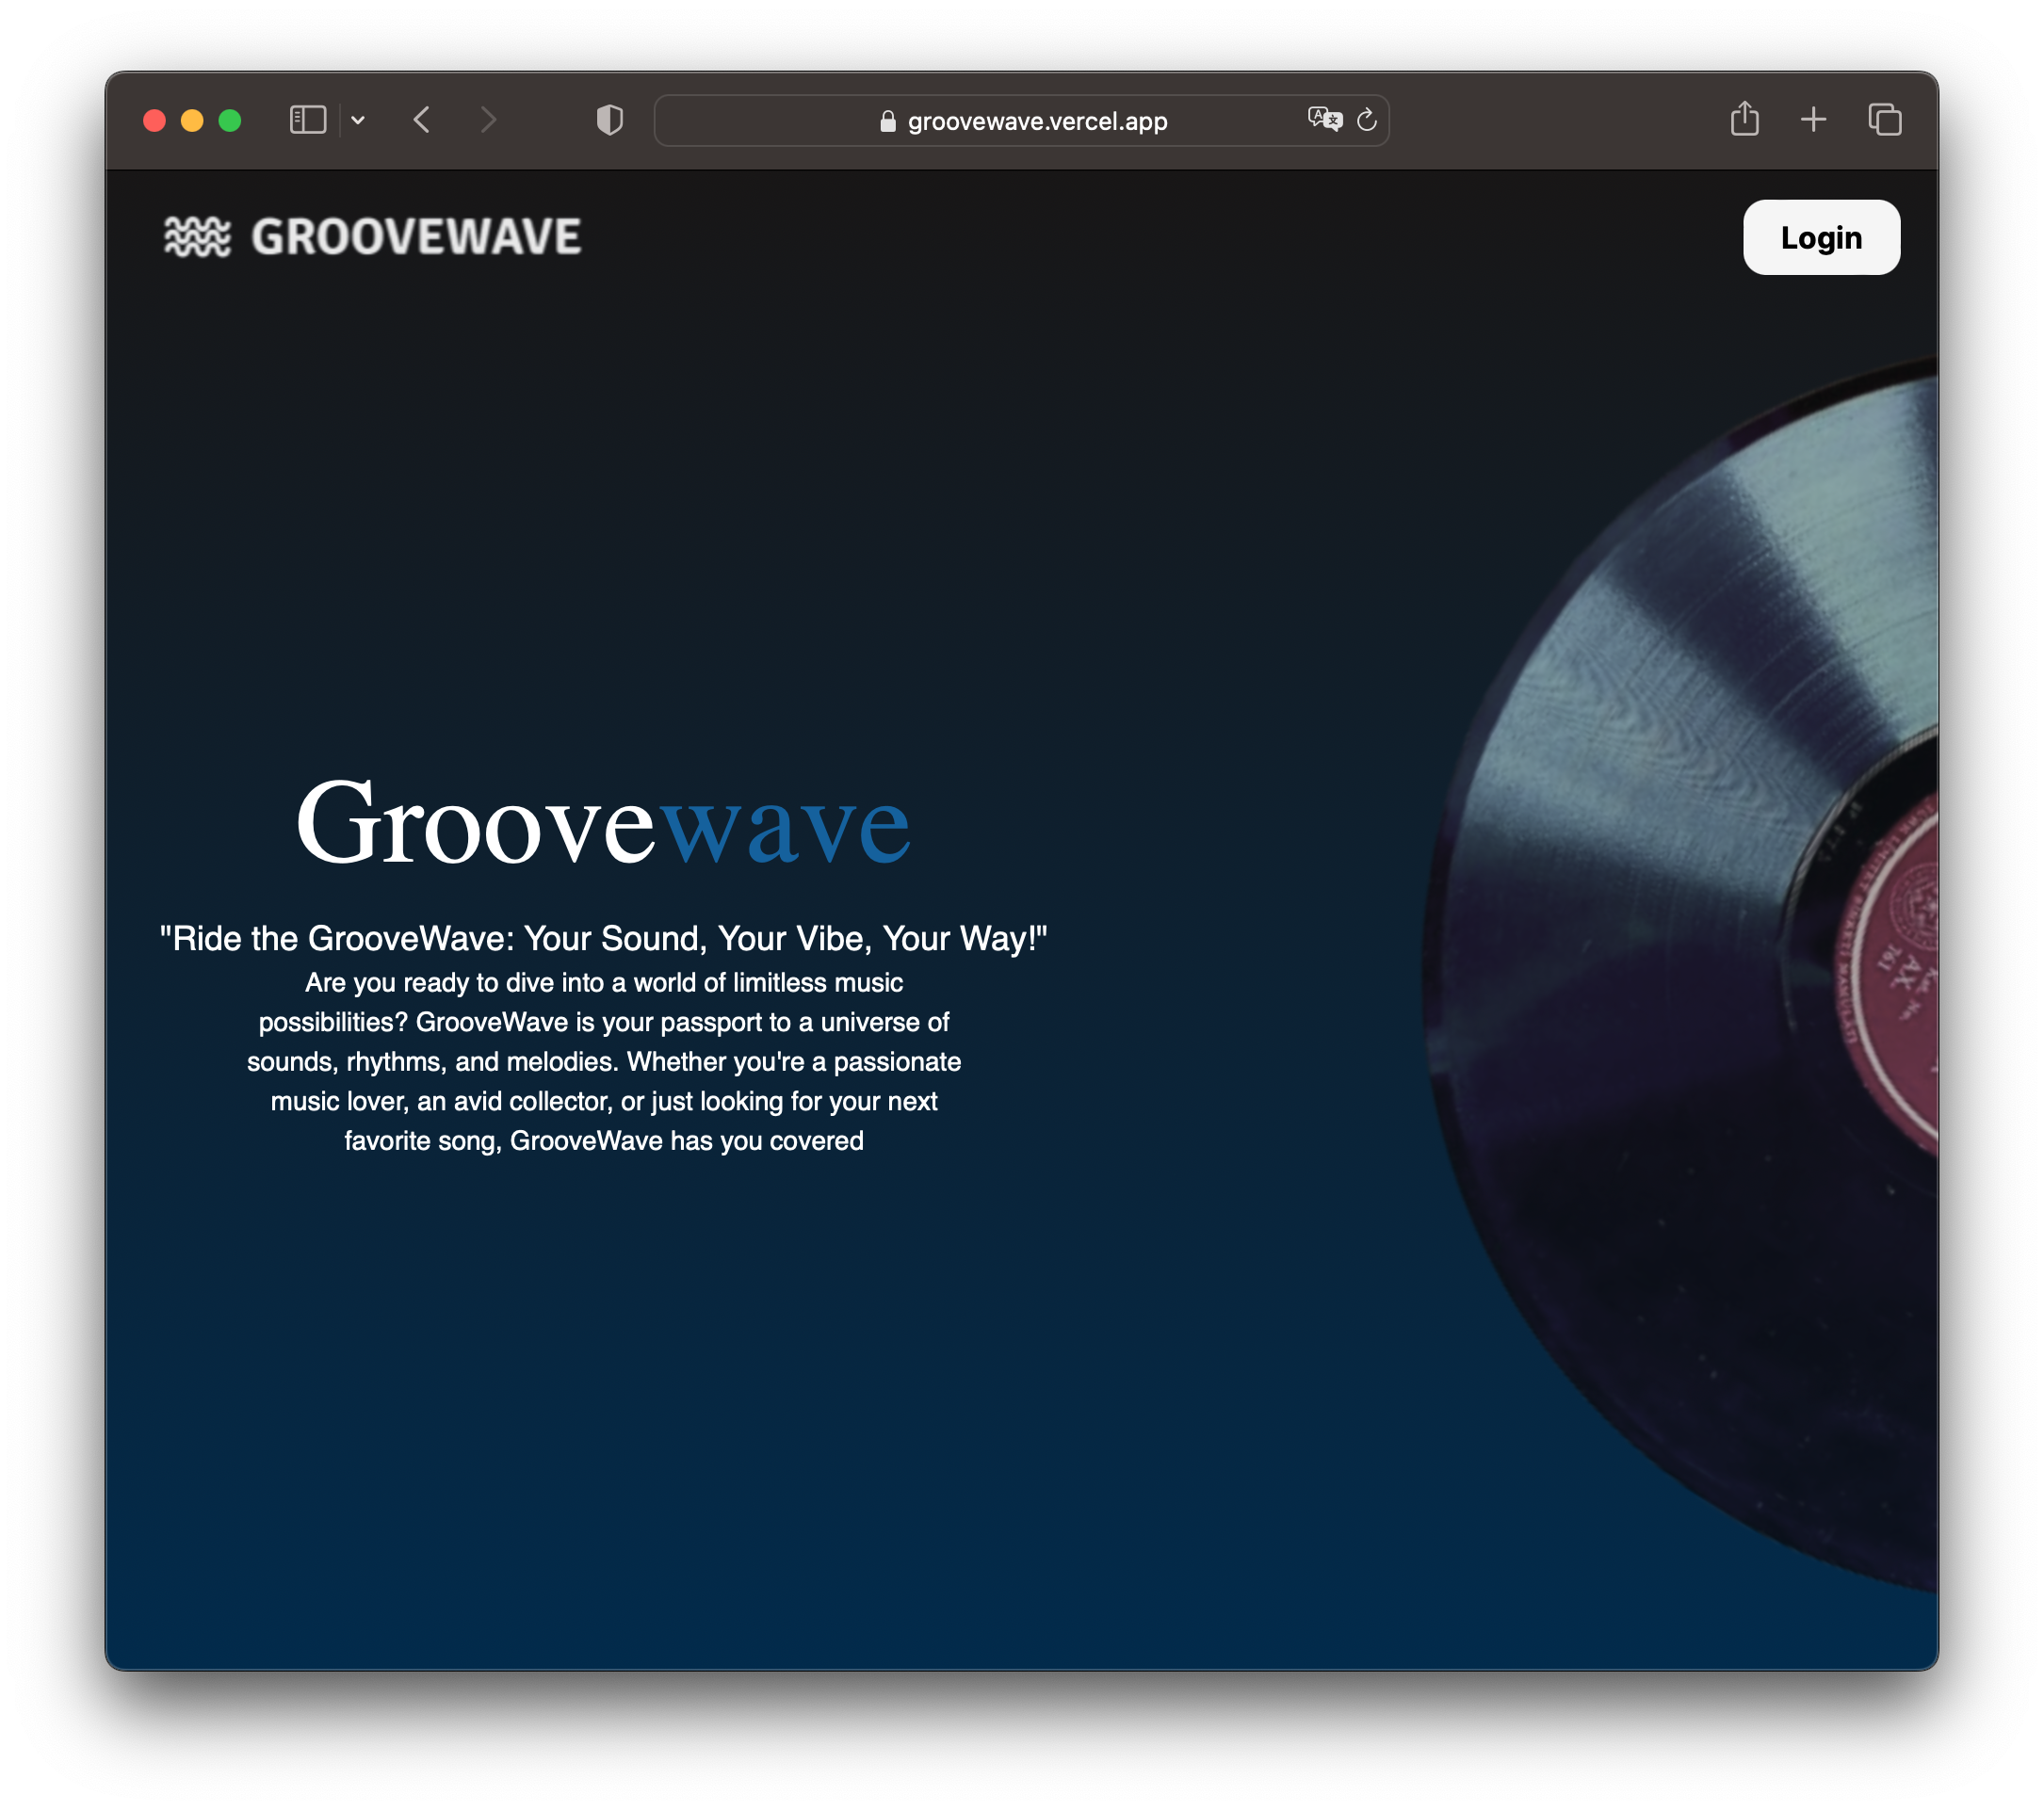 groovewave.vercel.app
GROOVEWAVE
Login
Groovewave
"Ride the GrooveWave: Your Sound, Your Vibe, Your Way!"
Are you ready to dive into a world of limitless music
possibilities? GrooveWave is your passport to a universe of
sounds, rhythms, and melodies. Whether you're a passionate
music lover, an avid collector, or just looking for your next
favorite song, GrooveWave has you covered
761
AX.